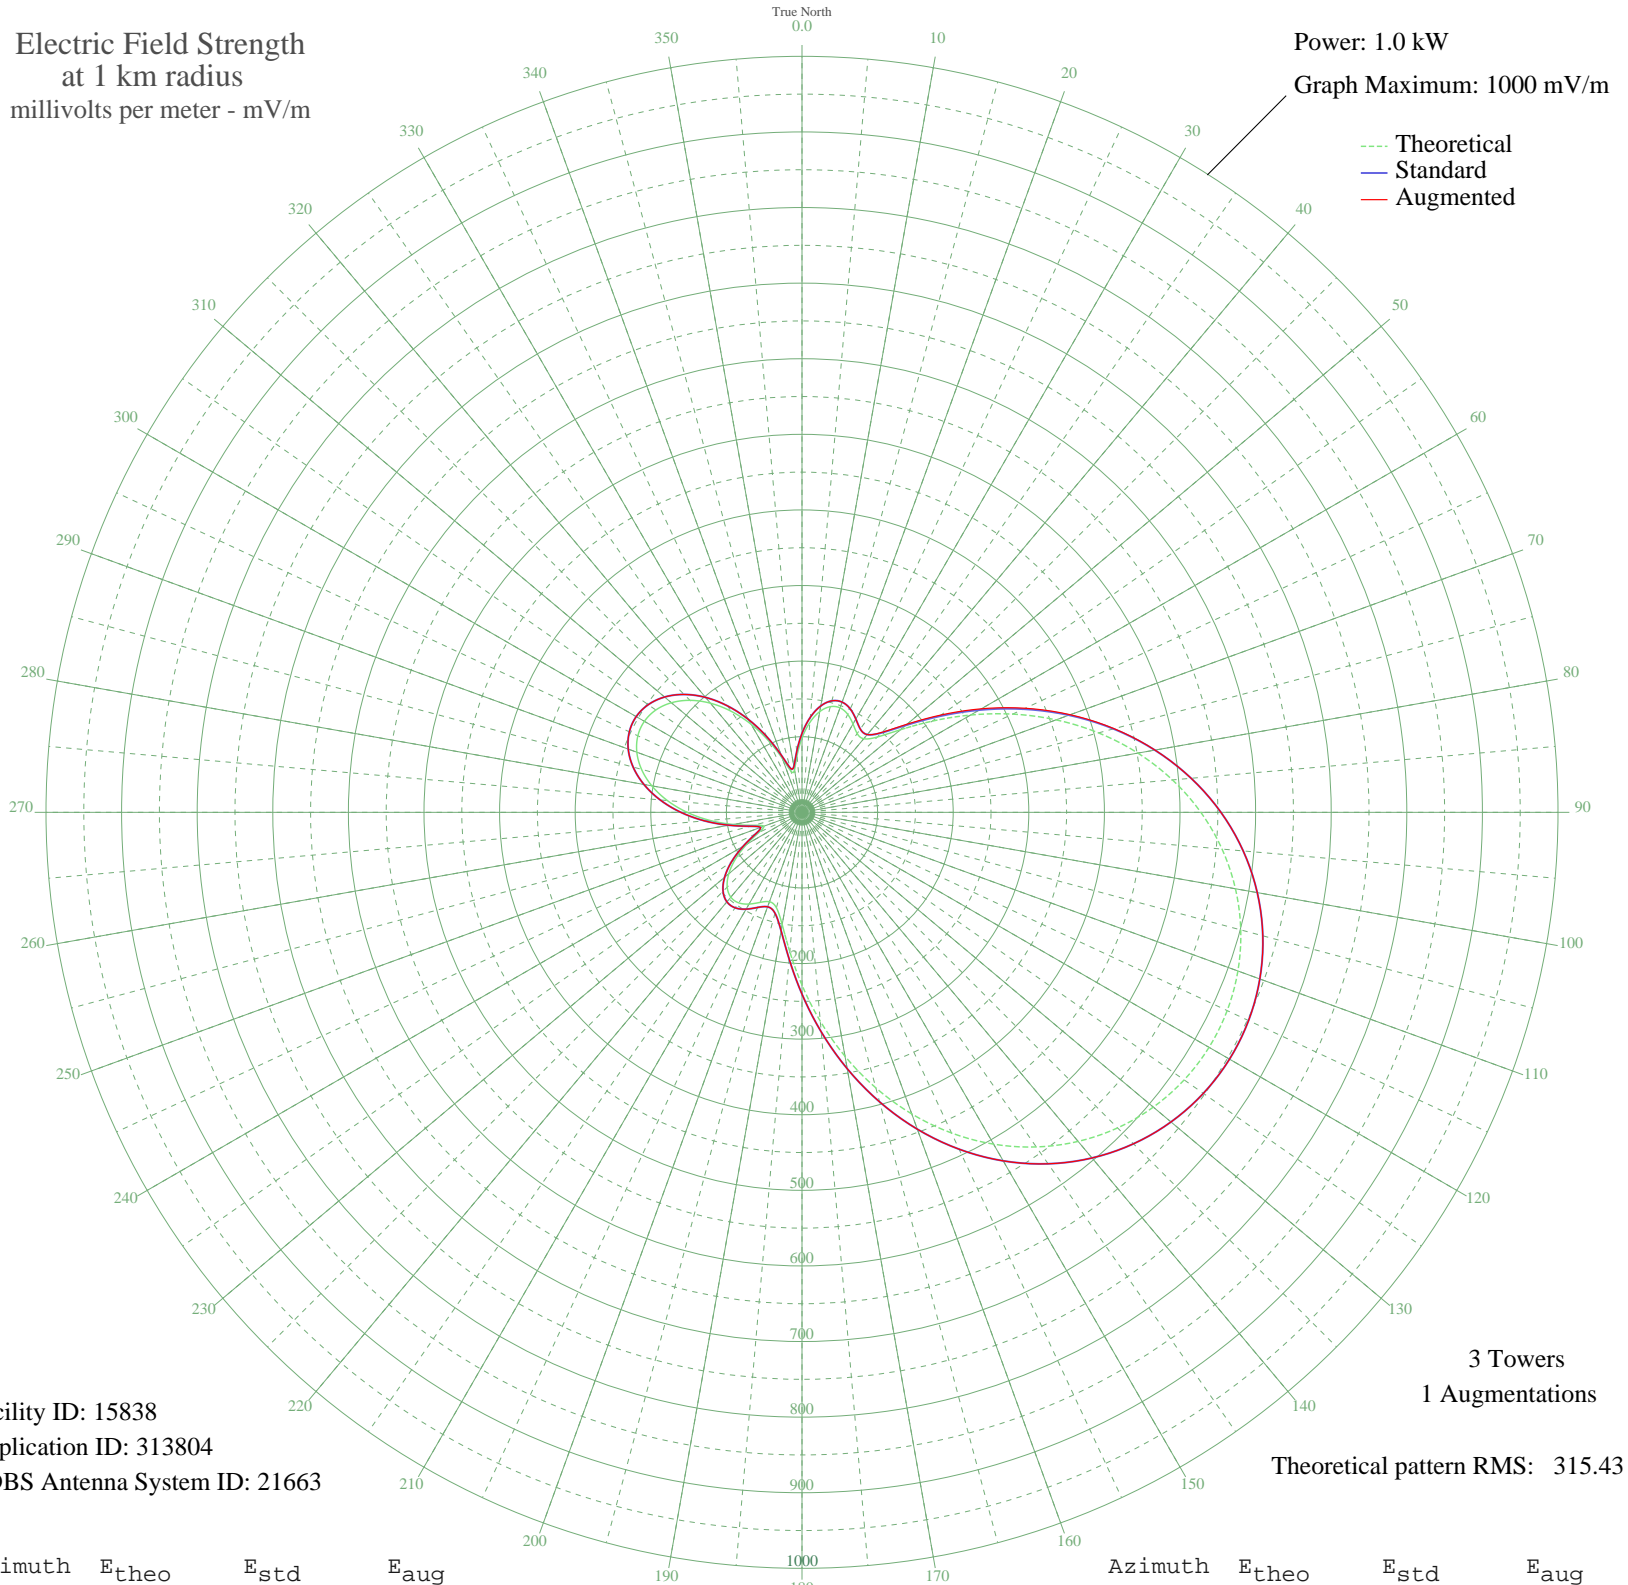 True North
0.0
Electric Field Strength
at 1 km radius
millivolts per meter - mV/m
Power: 1.0 kW
Graph Maximum: 1000 mV/m
Theoretical
Standard
Augmented
10
20
30
40
50
60
70
80
90
100
110
120
130
140
150
160
170
190
200
210
220
230
240
250
260
270
280
290
300
310
320
330
340
350
200
300
400
500
600
700
800
900
1000
3 Towers
1 Augmentations
Theoretical pattern RMS: 315.43
cility ID: 15838
plication ID: 313804
DBS Antenna System ID: 21663
imuth Etheo Estd Eaug
Azimuth Etheo Estd Eaug